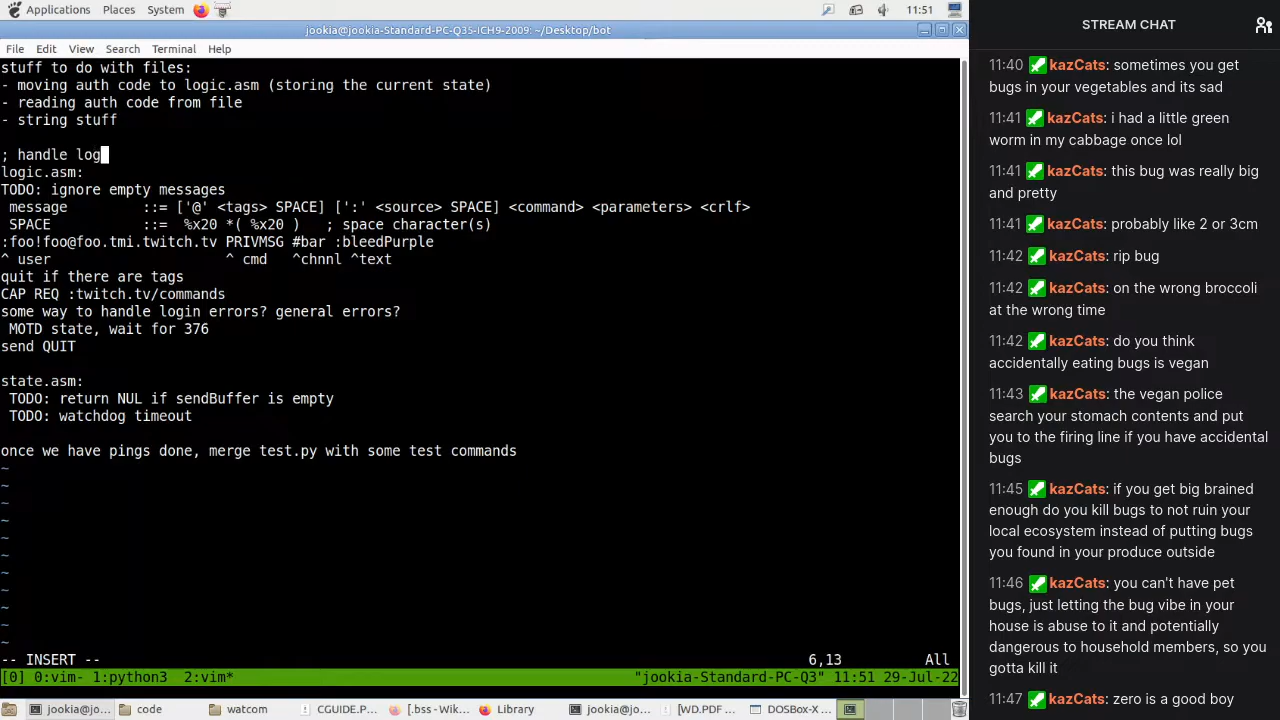 Applications Places System 11:51
jookia@jookia-Standard-PC-Q35-ICH9-2009: ~/Desktop/bot
File Edit View Search Terminal Help
stuff to do with files:
- moving auth code to logic.asm (storing the current state)
- reading auth code from file
- string stuff
; handle log
logic.asm:
TODO: ignore empty messages
message ::= ['@' <tags> SPACE] [':' <source> SPACE] <command> <parameters> <crlf>
SPACE ::= %x20 *( %x20 ) ; space character(s)
:foo!foo@foo.tmi.twitch.tv PRIVMSG #bar :bleedPurple
^ user ^ cmd ^chnnl ^text
quit if there are tags
CAP REQ :twitch.tv/commands
some way to handle login errors? general errors?
MOTD state, wait for 376
send QUIT
state.asm:
TODO: return NUL if sendBuffer is empty
TODO: watchdog timeout
once we have pings done, merge test.py with some test commands
~
~
~
~
~
~
~
~
~
~
~
-- INSERT -- 6,13 All
[0] 0:vim- 1:python3 2:vim* "jookia-Standard-PC-Q3" 11:51 29-Jul-22
jookia@jo... code watcom CGUIDE.P... [.bss - Wik... Library jookia@jo... [WD.PDF ... DOSBox-X ...
STREAM CHAT
11:40 kazCats: sometimes you get
bugs in your vegetables and its sad
11:41 kazCats: i had a little green
worm in my cabbage once lol
11:41 kazCats: this bug was really big
and pretty
11:41 kazCats: probably like 2 or 3cm
11:42 kazCats: rip bug
11:42 kazCats: on the wrong broccoli
at the wrong time
11:42 kazCats: do you think
accidentally eating bugs is vegan
11:43 kazCats: the vegan police
search your stomach contents and put
you to the firing line if you have accidental
bugs
11:45 kazCats: if you get big brained
enough do you kill bugs to not ruin your
local ecosystem instead of putting bugs
you found in your produce outside
11:46 kazCats: you can't have pet
bugs, just letting the bug vibe in your
house is abuse to it and potentially
dangerous to household members, so you
gotta kill it
11:47 kazCats: zero is a good boy